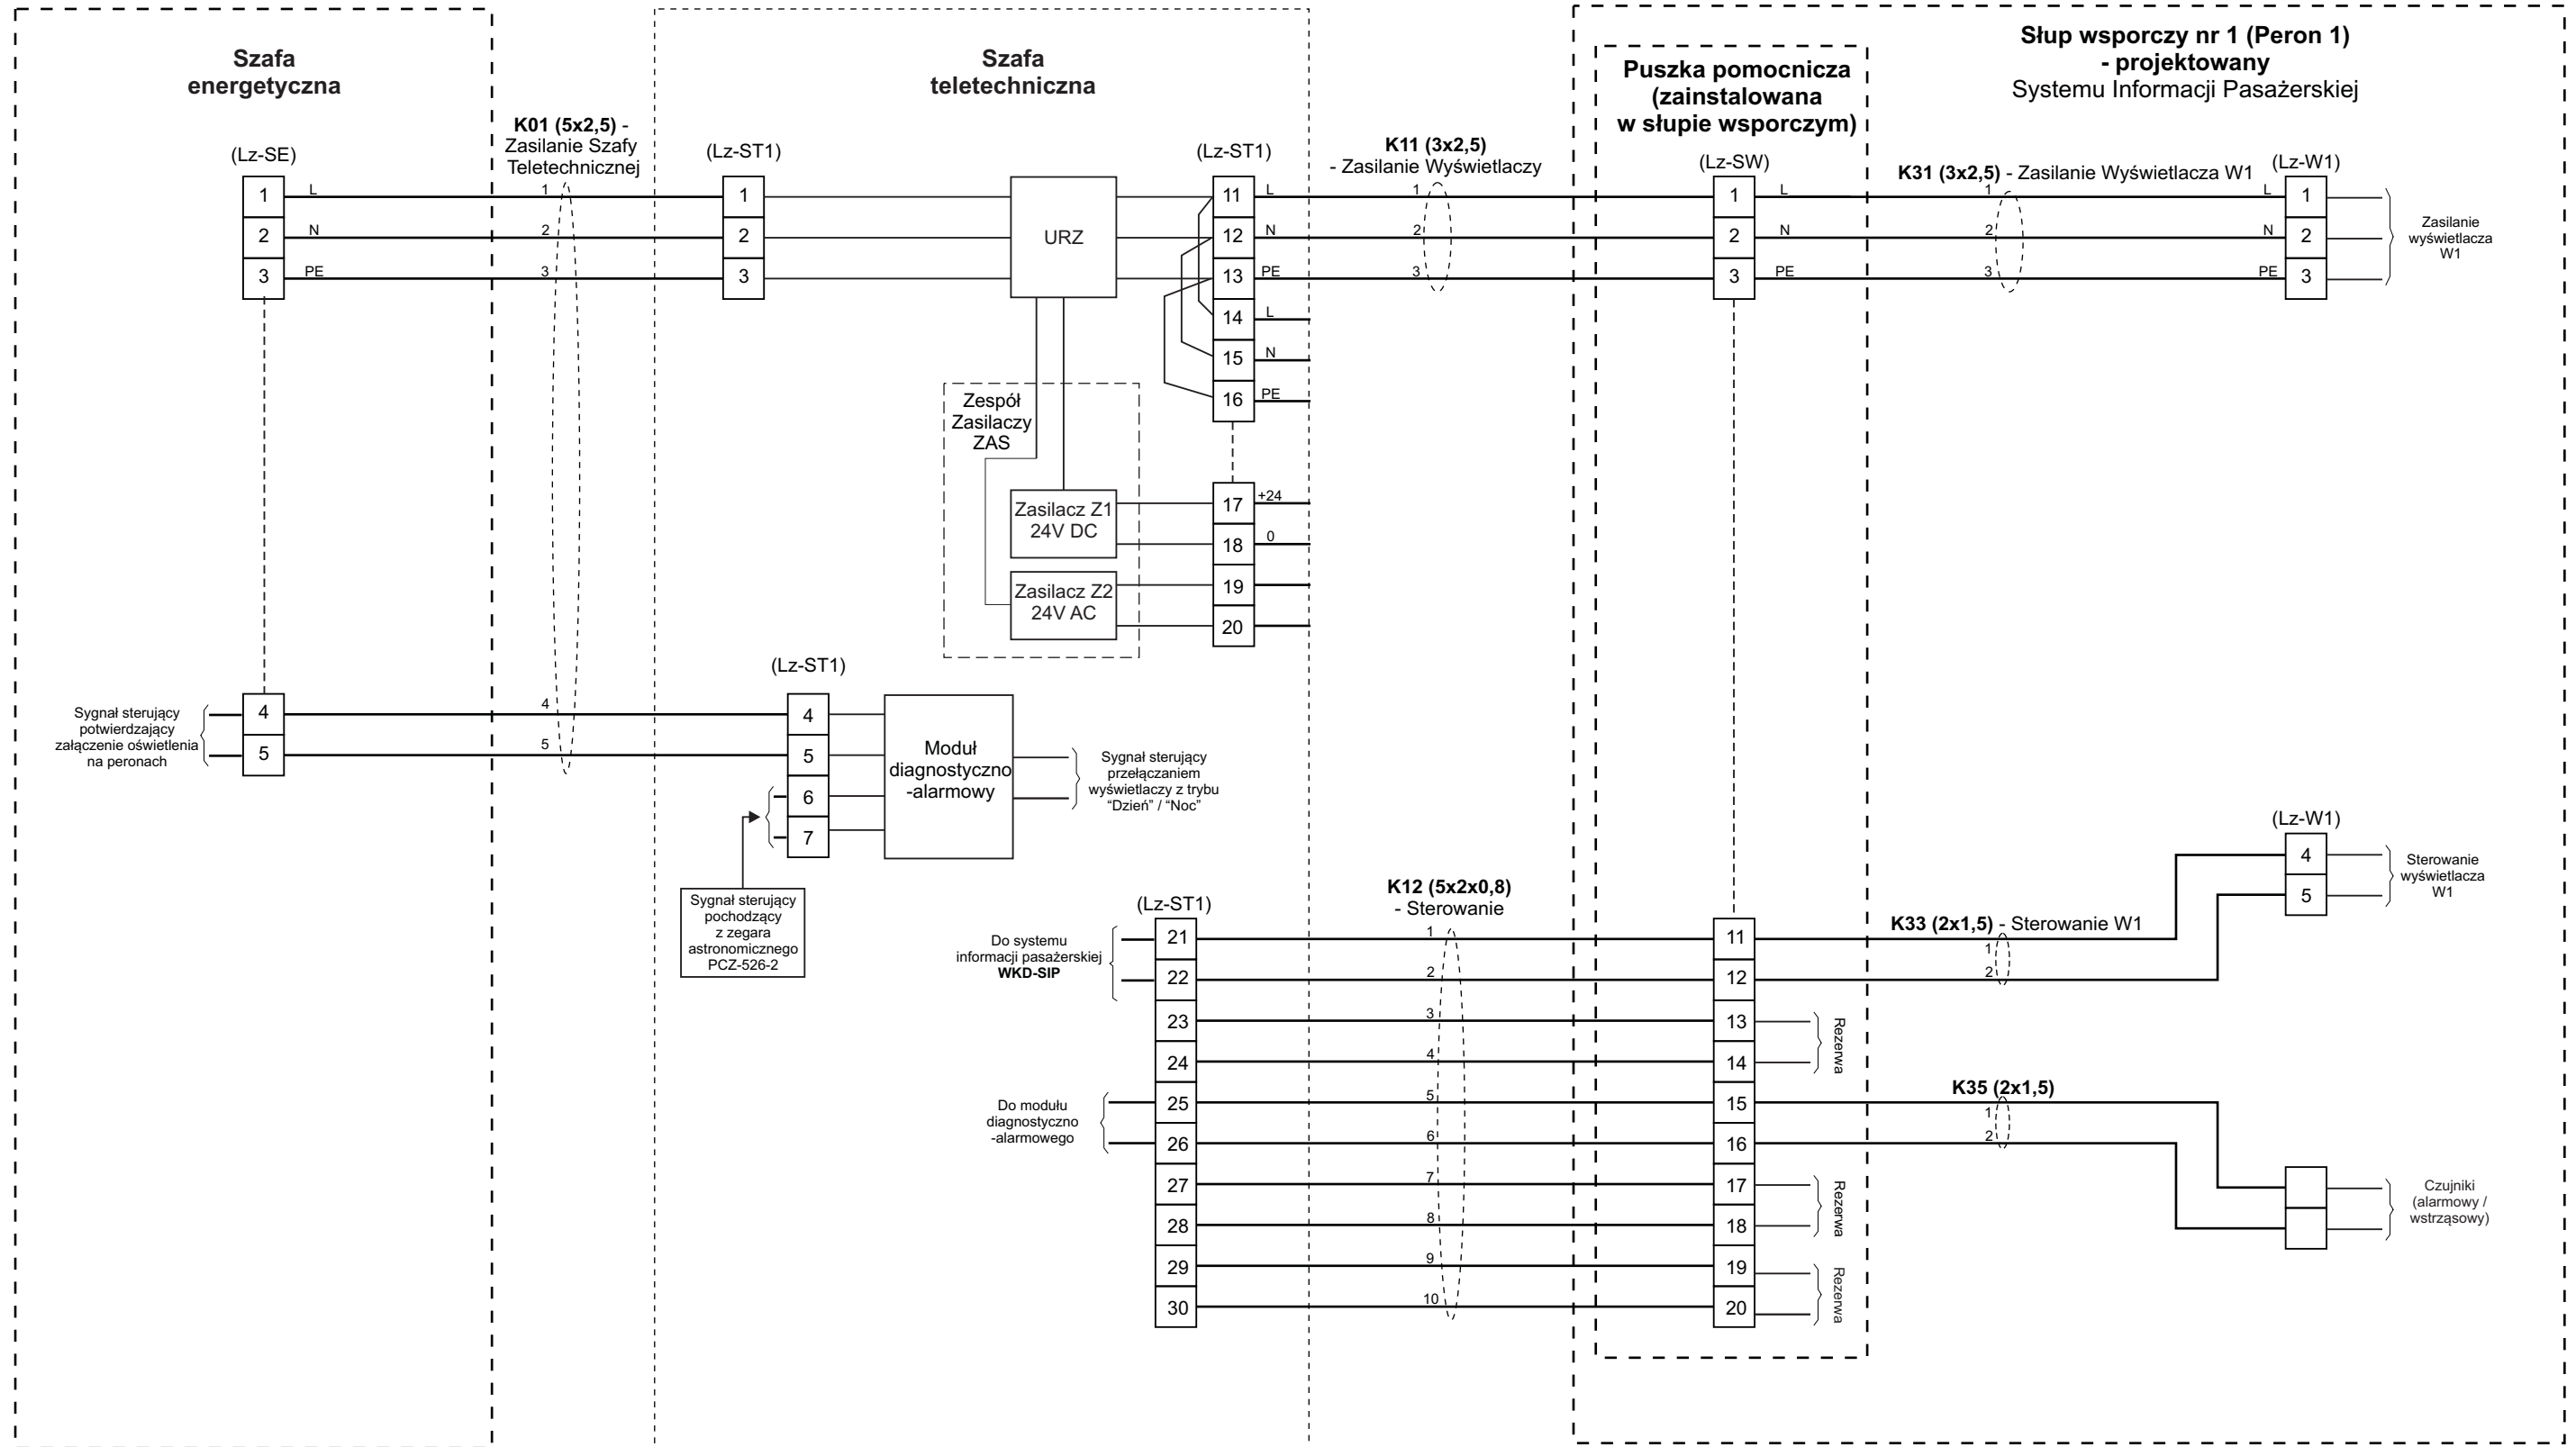 Szafa
energetyczna
Szafa
teletechniczna
Puszka pomocnicza
(zainstalowana
w słupie wsporczym)
Słup wsporczy nr 1 (Peron 1)
- projektowany
Systemu Informacji Pasażerskiej
K01 (5x2,5) -
Zasilanie Szafy
Teletechnicznej
K11 (3x2,5)
- Zasilanie Wyświetlaczy
K31 (3x2,5) - Zasilanie Wyświetlacza W1
(Lz-SE)
(Lz-ST1)
(Lz-ST1)
(Lz-SW)
(Lz-W1)
1 L 1 1 11 L 1 1 L 1 L 1
2 N 2 2 URZ 12 N 2 2 N 2 N 2
3 PE 3 3 13 PE 3 3 PE 3 PE 3
Zasilanie
wyświetlacza
W1
14 L
15 N
16 PE
Zespół
Zasilaczy
ZAS
Zasilacz Z1
24V DC
17 +24
18 0
Zasilacz Z2
24V AC
19
20
(Lz-ST1)
Sygnał sterujący
potwierdzający
załączenie oświetlenia
na peronach
4 4 4
5 5 5
6
7
Moduł
diagnostyczno
-alarmowy
Sygnał sterujący
przełączaniem
wyświetlaczy z trybu
“Dzień” / “Noc”
Sygnał sterujący
pochodzący
z zegara
astronomicznego
PCZ-526-2
(Lz-W1)
4
5
Sterowanie
wyświetlacza
W1
K12 (5x2x0,8)
- Sterowanie
(Lz-ST1)
K33 (2x1,5) - Sterowanie W1
Do systemu
informacji pasażerskiej
WKD-SIP
21 1 11 1
22 2 12 2
23 3 13
24 4 14
Rezerwa
K35 (2x1,5)
Do modułu
diagnostyczno
-alarmowego
25 5 15 1
26 6 16 2
27 7 17
28 8 18
Rezerwa
Czujniki
(alarmowy /
wstrząsowy)
29 9 19
30 10 20
Rezerwa